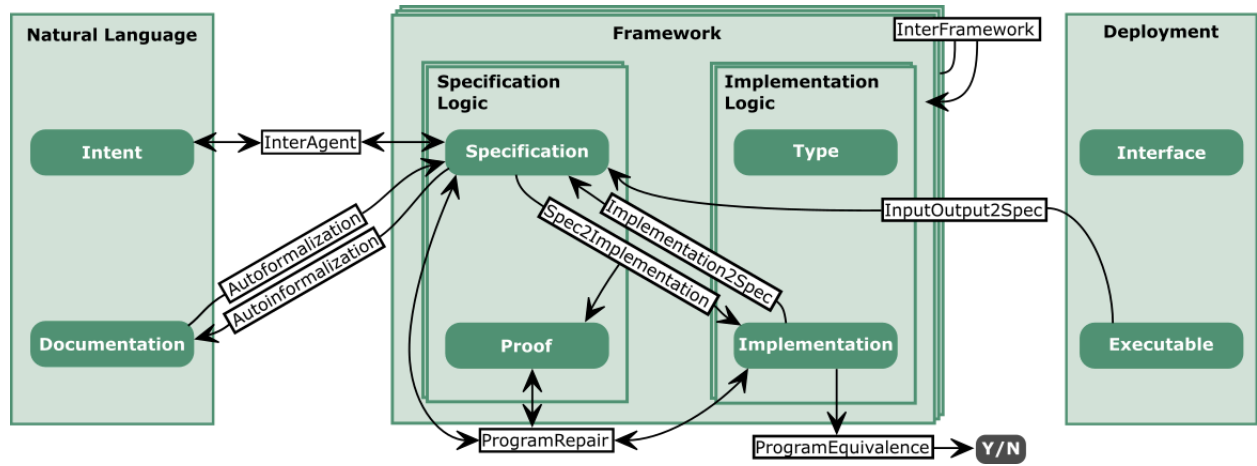 Natural Language
Framework
InterFramework
Deployment
Specification
Logic
Implementation
Logic
Intent
InterAgent
Specification
Type
Interface
InputOutput2Spec
Autoformalization
Autoinformalization
Spec2Implementation
Implementation2Spec
Documentation
Proof
Implementation
Executable
ProgramRepair
ProgramEquivalence
Y/N